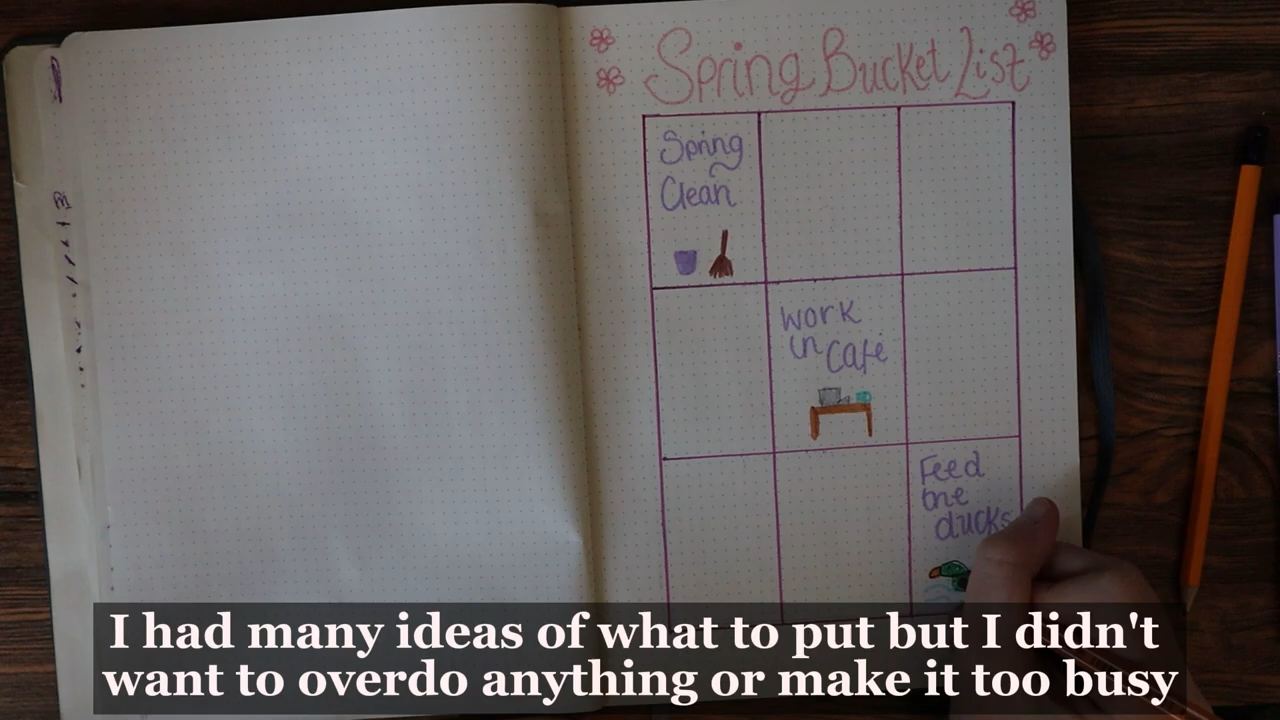 Spring Bucket List
Spring
Clean
Work
in Café
Feed
the
ducks
I had many ideas of what to put but I didn't
want to overdo anything or make it too busy